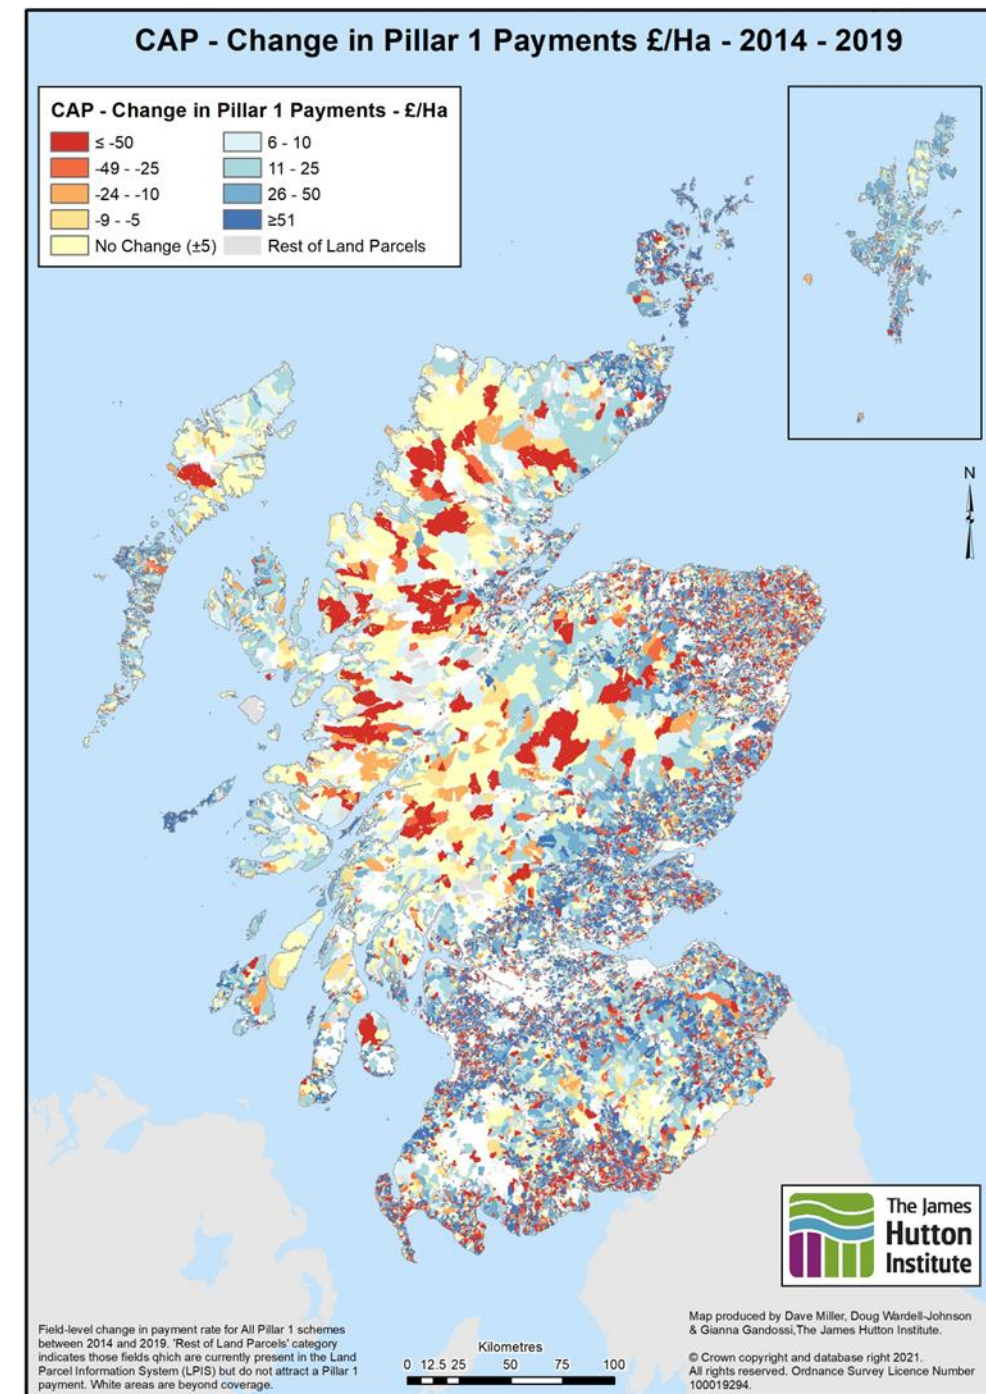 CAP - Change in Pillar 1 Payments £/Ha - 2014 - 2019
CAP - Change in Pillar 1 Payments - £/Ha
≤ -50
-49 - -25
-24 - -10
-9 - -5
No Change (±5)
6 - 10
11 - 25
26 - 50
≥51
Rest of Land Parcels
N
The James
Hutton
Institute
Field-level change in payment rate for All Pillar 1 schemes
between 2014 and 2019. 'Rest of Land Parcels' category
indicates those fields qhich are currently present in the Land
Parcel Information System (LPIS) but do not attract a Pillar 1
payment. White areas are beyond coverage.
Kilometres
0 12.5 25 50 75 100
Map produced by Dave Miller, Doug Wardell-Johnson
& Gianna Gandossi,The James Hutton Institute.
© Crown copyright and database right 2021.
All rights reserved. Ordnance Survey Licence Number
100019294.